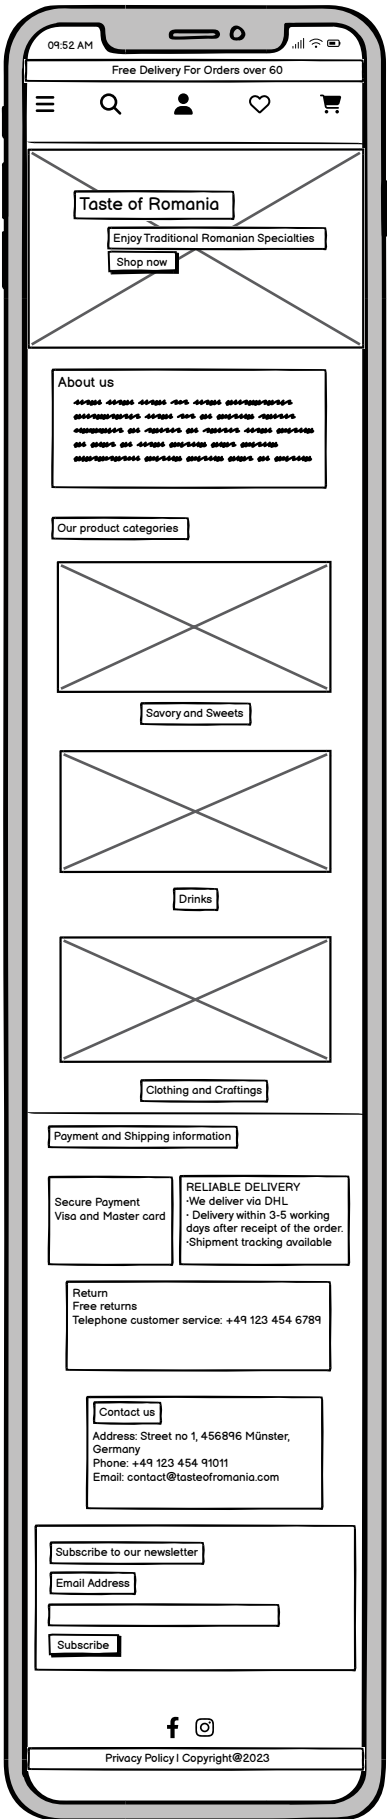 09:52 AM
Free Delivery For Orders over 60
Taste of Romania
Enjoy Traditional Romanian Specialties
Shop now
About us
Our product categories
Savory and Sweets
Drinks
Clothing and Craftings
Payment and Shipping information
Secure Payment
Visa and Master card
RELIABLE DELIVERY
·We deliver via DHL
· Delivery within 3-5 working
days after receipt of the order.
·Shipment tracking available
Return
Free returns
Telephone customer service: +49 123 454 6789
Contact us
Address: Street no 1, 456896 Münster,
Germany
Phone: +49 123 454 91011
Email: contact@tasteofromania.com
Subscribe to our newsletter
Email Address
Subscribe
Privacy Policy | Copyright@2023